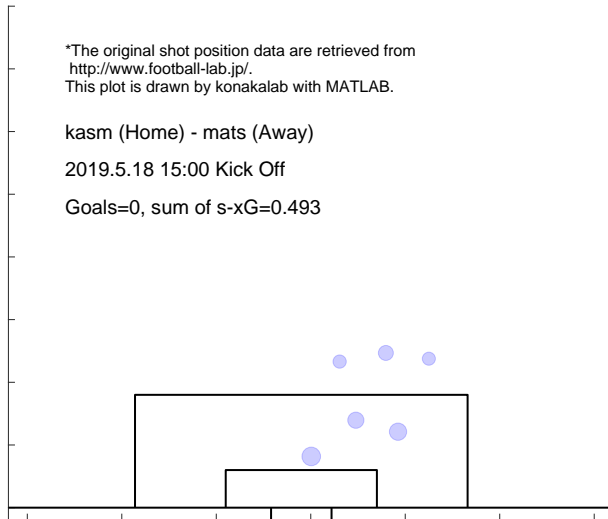 *The original shot position data are retrieved from
http://www.football-lab.jp/.
This plot is drawn by konakalab with MATLAB.
kasm (Home) - mats (Away)
2019.5.18 15:00 Kick Off
Goals=0, sum of s-xG=0.493